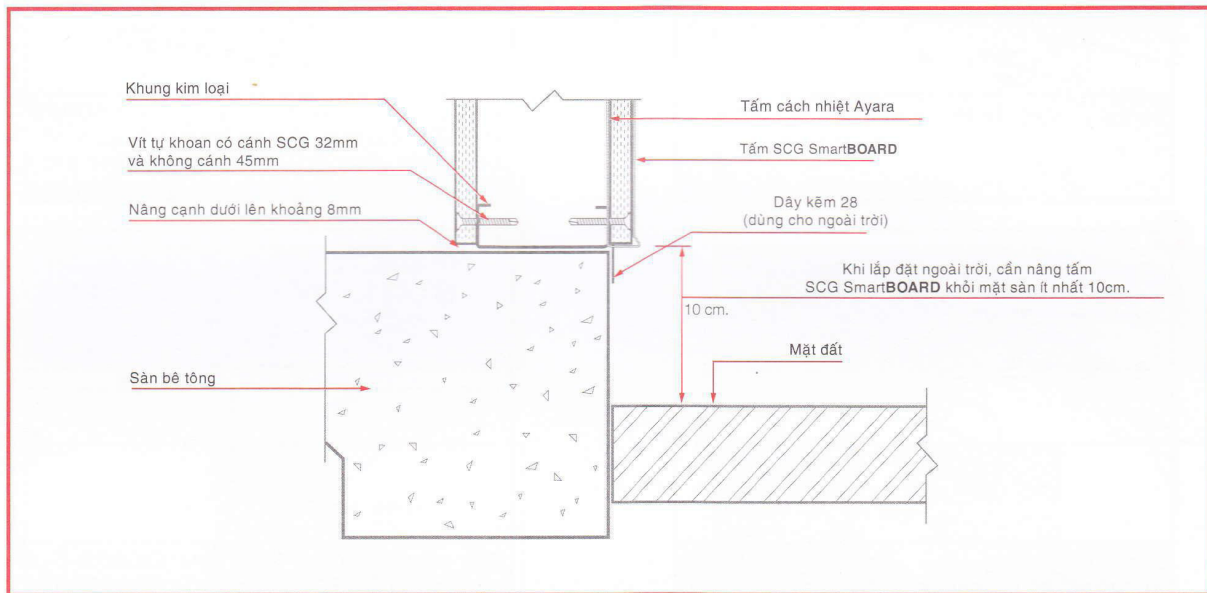 Khung kim loại
Vít tự khoan có cánh SCG 32mm
và không cánh 45mm
Nâng cạnh dưới lên khoảng 8mm
Sàn bê tông
Tấm cách nhiệt Ayara
Tấm SCG SmartBOARD
Dây kẽm 28
(dùng cho ngoài trời)
Khi lắp đặt ngoài trời, cần nâng tấm
SCG SmartBOARD khỏi mặt sàn ít nhất 10cm.
10 cm.
Mặt đất